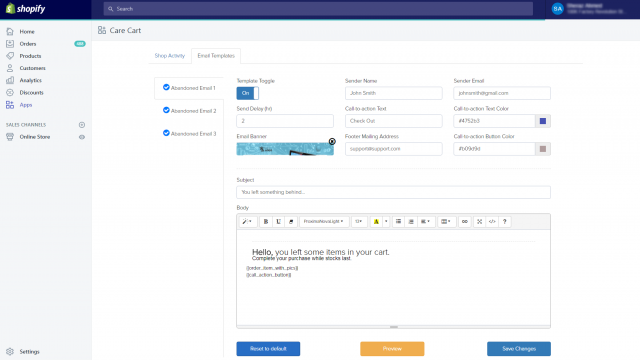 shopify
Search
SA
Home
Orders
Products
Customers
Analytics
Discounts
Apps
SALES CHANNELS
Online Store
Settings
Care Cart
Shop Activity
Email Templates
Abandoned Email 1
Abandoned Email 2
Abandoned Email 3
Template Toggle
On
Sender Name
John Smith
Sender Email
johnsmith@gmail.com
Send Delay (hr)
2
Call-to-action Text
Check Out
Call-to-action Text Color
#4752b3
Email Banner
Footer Mailing Address
support@support.com
Call-to-action Button Color
#b09d9d
Subject
You left something behind...
Body
B U
ProximaNovaLight
13
A
</> ?
Hello, you left some items in your cart.
Complete your purchase while stocks last.
{{order_item_with_pics}}
{{call_action_button}}
Reset to default
Preview
Save Changes